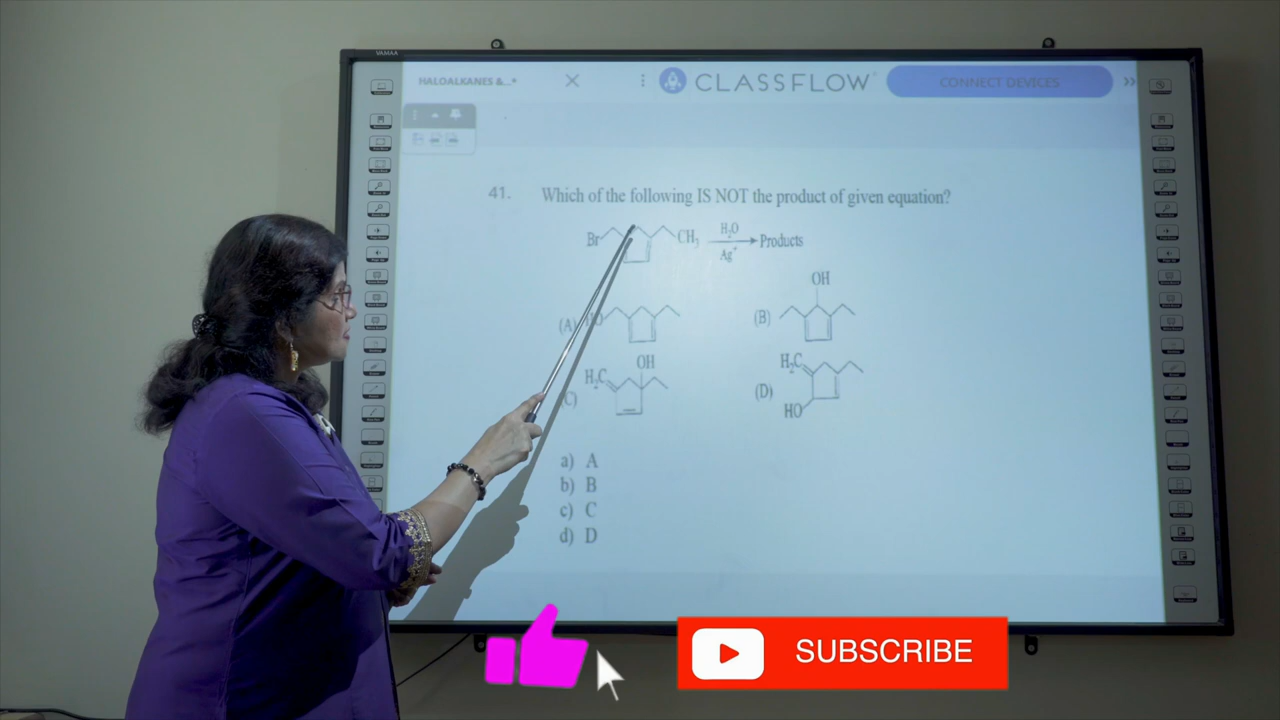 VAMAA
HALOALKANES &...*
CLASSFLOW
CONNECT DEVICES
41. Which of the following IS NOT the product of given equation?
Br CH3 H2O Ag+ Products
OH
(A) (B)
H2C OH H2C
(C) (D)
HO
a) A
b) B
c) C
d) D
SUBSCRIBE